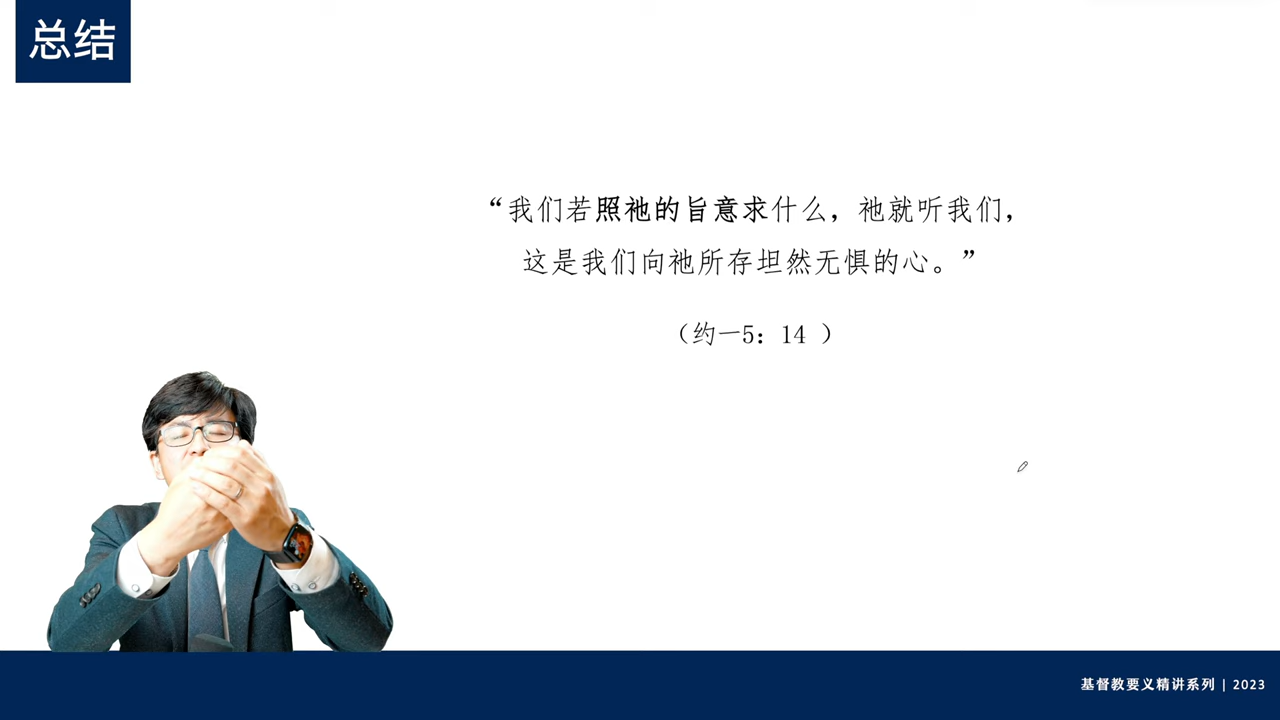 总结
“我们若照祂的旨意求什么，祂就听我们，
这是我们向祂所存坦然无惧的心。”
（约一5：14 ）
基督教要义精讲系列 | 2023